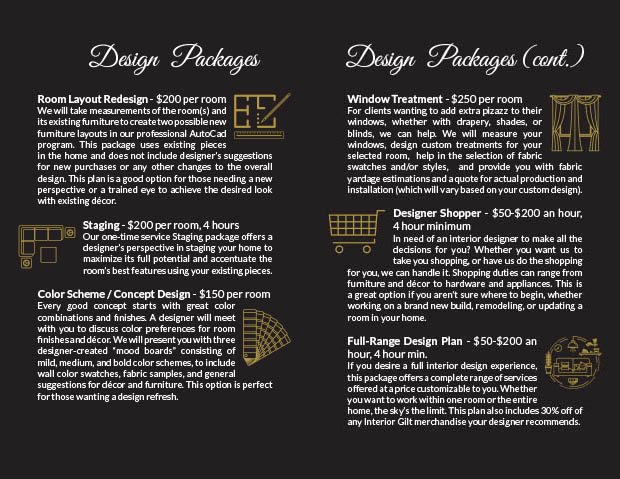 Design Packages
Room Layout Redesign - $200 per room
We will take measurements of the room(s) and
its existing furniture to create two possible new
furniture layouts in our professional AutoCad
program. This package uses existing pieces
in the home and does not include designer's suggestions
for new purchases or any other changes to the overall
design. This plan is a good option for those needing a new
perspective or a trained eye to achieve the desired look
with existing décor.
Staging - $200 per room, 4 hours
Our one-time service Staging package offers a
designer's perspective in staging your home to
maximize its full potential and accentuate the
room's best features using your existing pieces.
Color Scheme / Concept Design - $150 per room
Every good concept starts with great color
combinations and finishes. A designer will meet
with you to discuss color preferences for room
finishes and décor. We will present you with three
designer-created "mood boards" consisting of
mild, medium, and bold color schemes, to include
wall color swatches, fabric samples, and general
suggestions for décor and furniture. This option is perfect
for those wanting a design refresh.
Design Packages (cont.)
Window Treatment - $250 per room
For clients wanting to add extra pizazz to their
windows, whether with drapery, shades, or
blinds, we can help. We will measure your
windows, design custom treatments for your
selected room, help in the selection of fabric
swatches and/or styles, and provide you with fabric
yardage estimations and a quote for actual production and
installation (which will vary based on your custom design).
Designer Shopper - $50-$200 an hour,
4 hour minimum
In need of an interior designer to make all the
decisions for you? Whether you want us to
take you shopping, or have us do the shopping
for you, we can handle it. Shopping duties can range from
furniture and décor to hardware and appliances. This is
a great option if you aren't sure where to begin, whether
working on a brand new build, remodeling, or updating a
room in your home.
Full-Range Design Plan - $50-$200 an
hour, 4 hour min.
If you desire a full interior design experience,
this package offers a complete range of services
offered at a price customizable to you. Whether
you want to work within one room or the entire
home, the sky's the limit. This plan also includes 30% off of
any Interior Gilt merchandise your designer recommends.